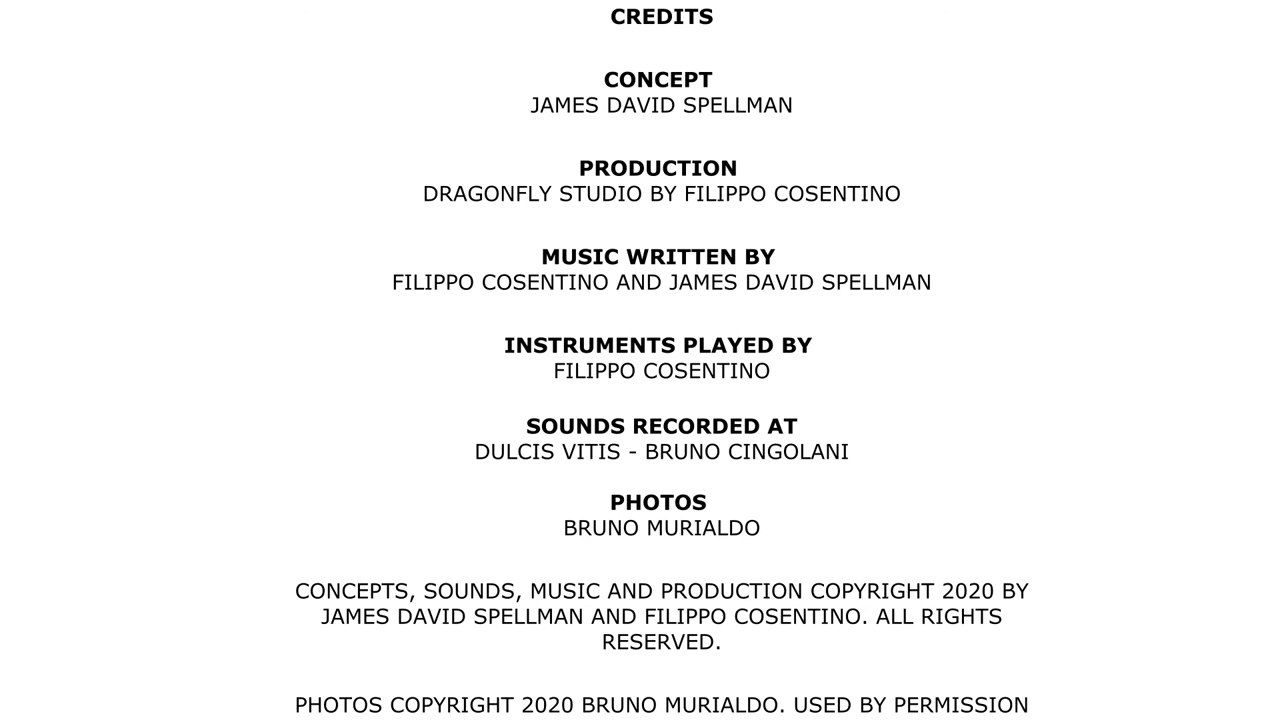 CREDITS
CONCEPT
JAMES DAVID SPELLMAN
PRODUCTION
DRAGONFLY STUDIO BY FILIPPO COSENTINO
MUSIC WRITTEN BY
FILIPPO COSENTINO AND JAMES DAVID SPELLMAN
INSTRUMENTS PLAYED BY
FILIPPO COSENTINO
SOUNDS RECORDED AT
DULCIS VITIS - BRUNO CINGOLANI
PHOTOS
BRUNO MURIALDO
CONCEPTS, SOUNDS, MUSIC AND PRODUCTION COPYRIGHT 2020 BY
JAMES DAVID SPELLMAN AND FILIPPO COSENTINO. ALL RIGHTS
RESERVED.
PHOTOS COPYRIGHT 2020 BRUNO MURIALDO. USED BY PERMISSION